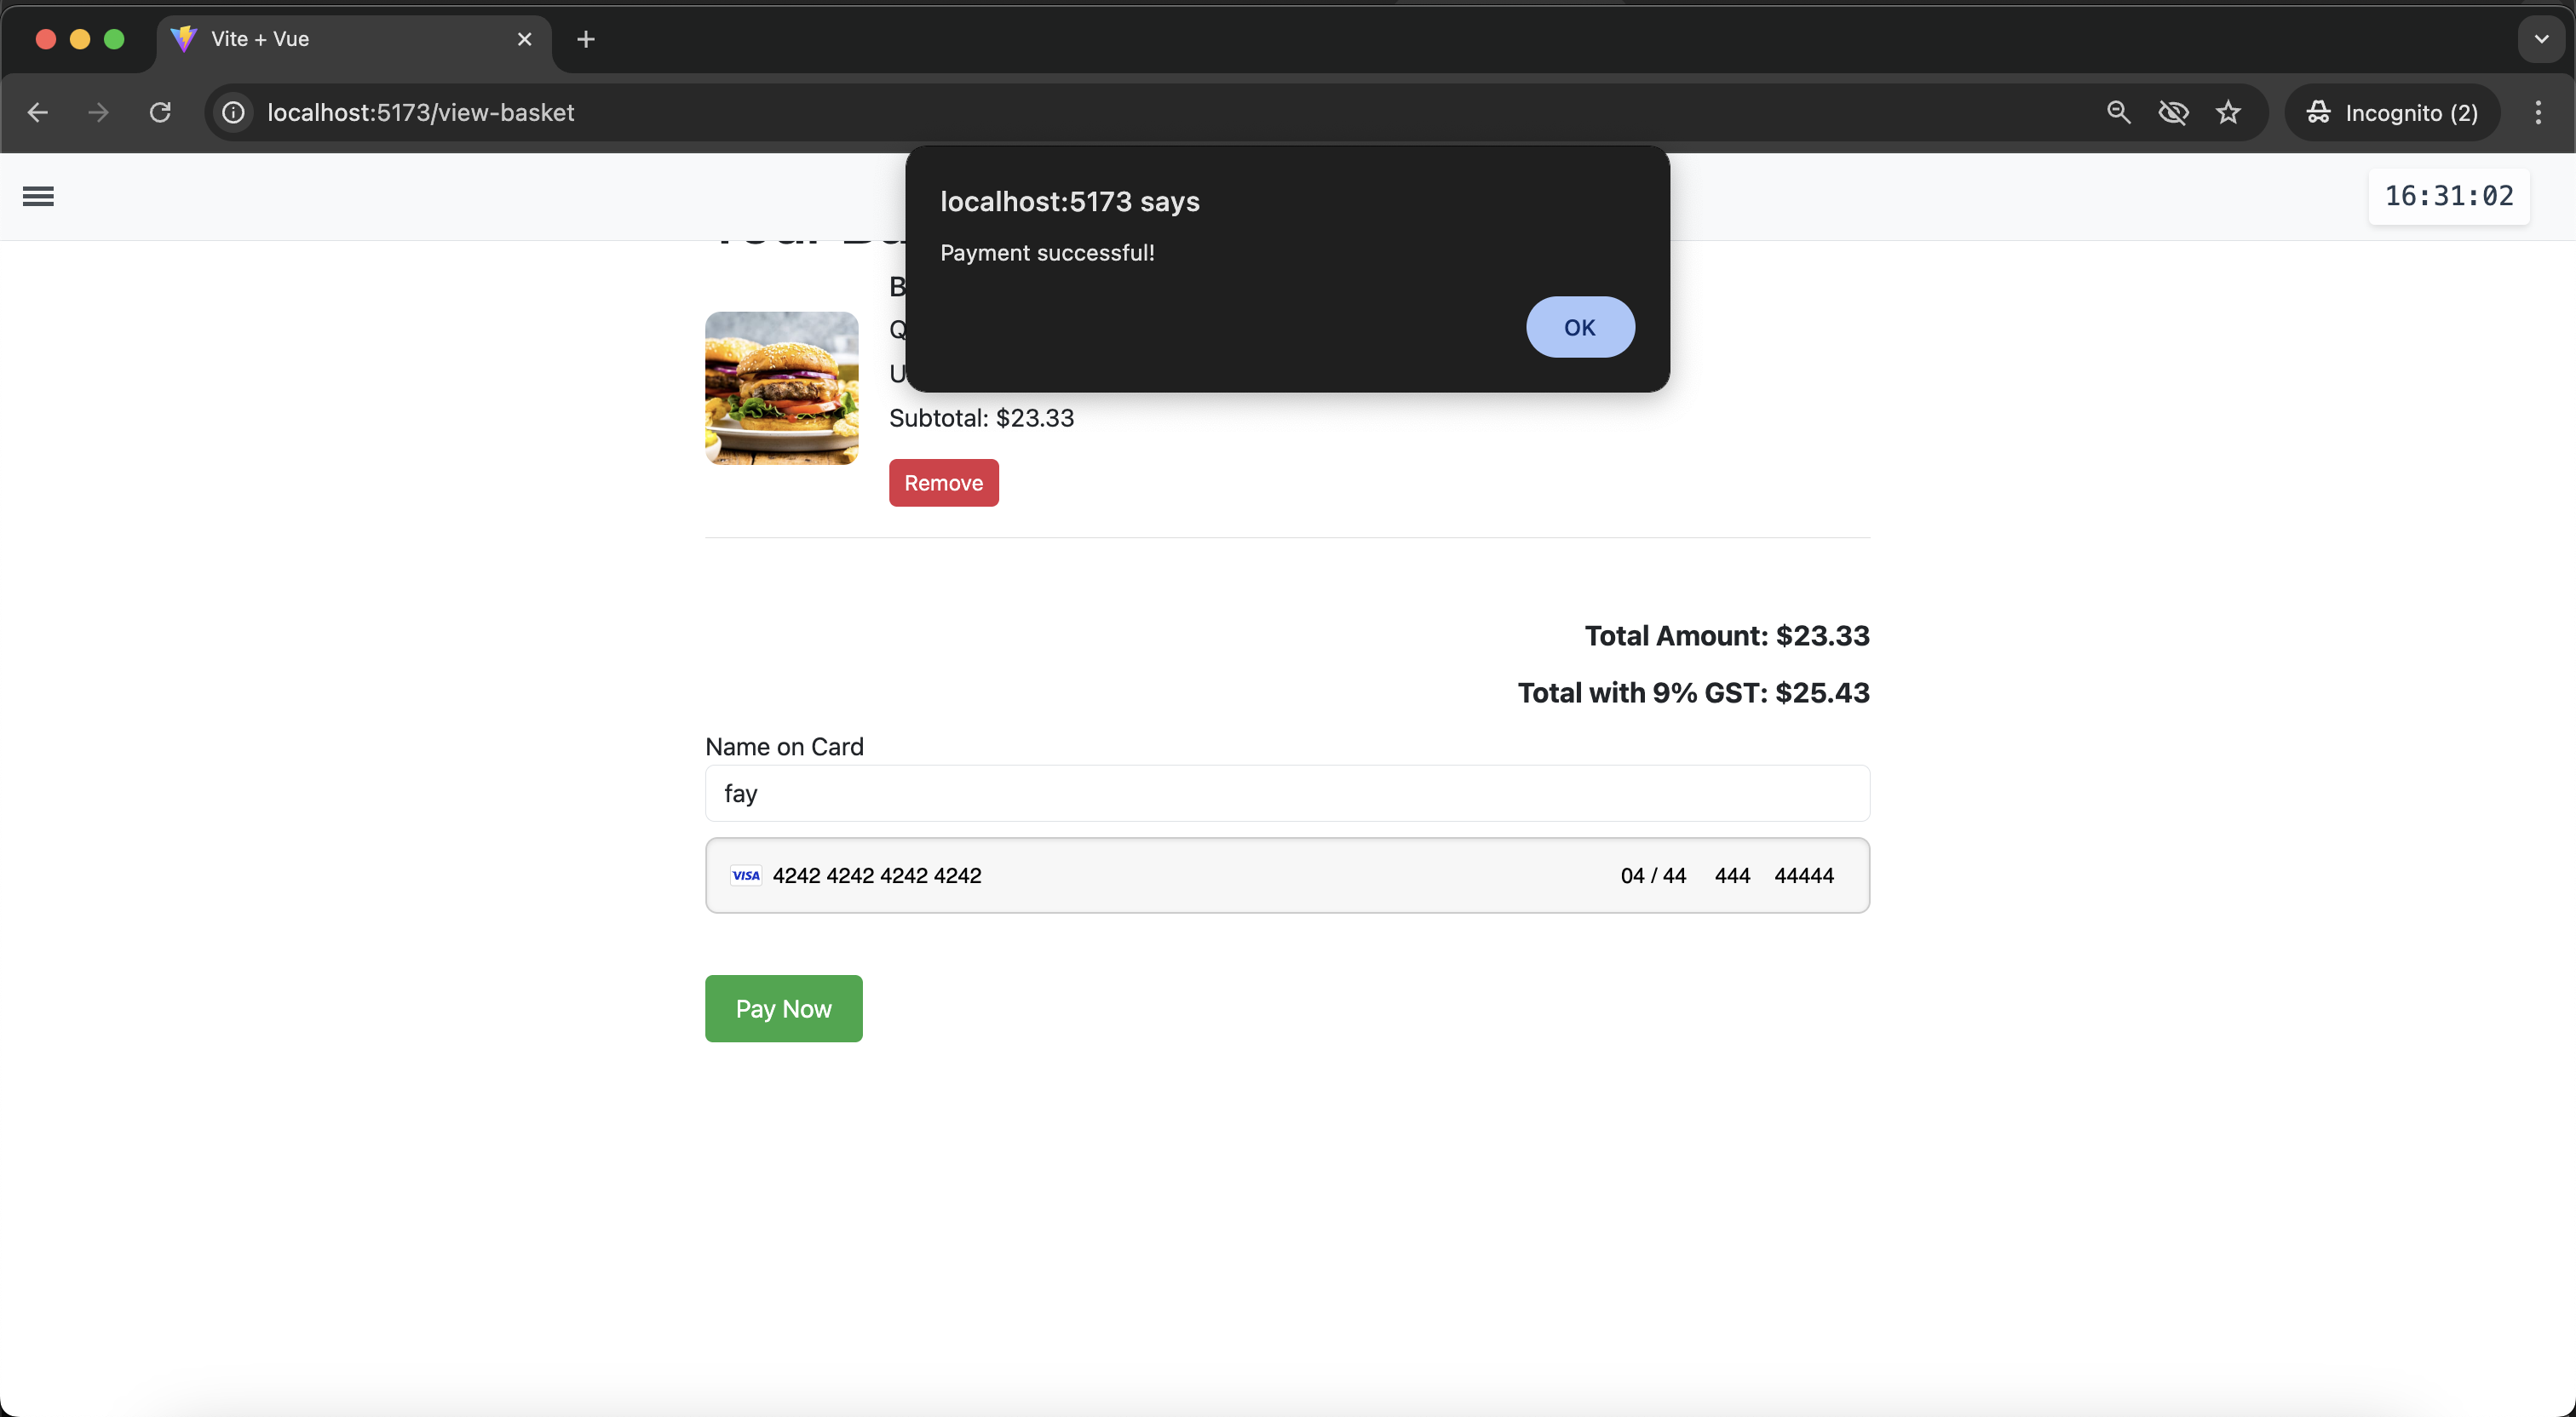 Vite + Vue
localhost:5173/view-basket
Incognito (2)
16:31:02
localhost:5173 says
Payment successful!
OK
Your
Subtotal: $23.33
Remove
Total Amount: $23.33
Total with 9% GST: $25.43
Name on Card
fay
VISA 4242 4242 4242 4242 04 / 44 444 44444
Pay Now